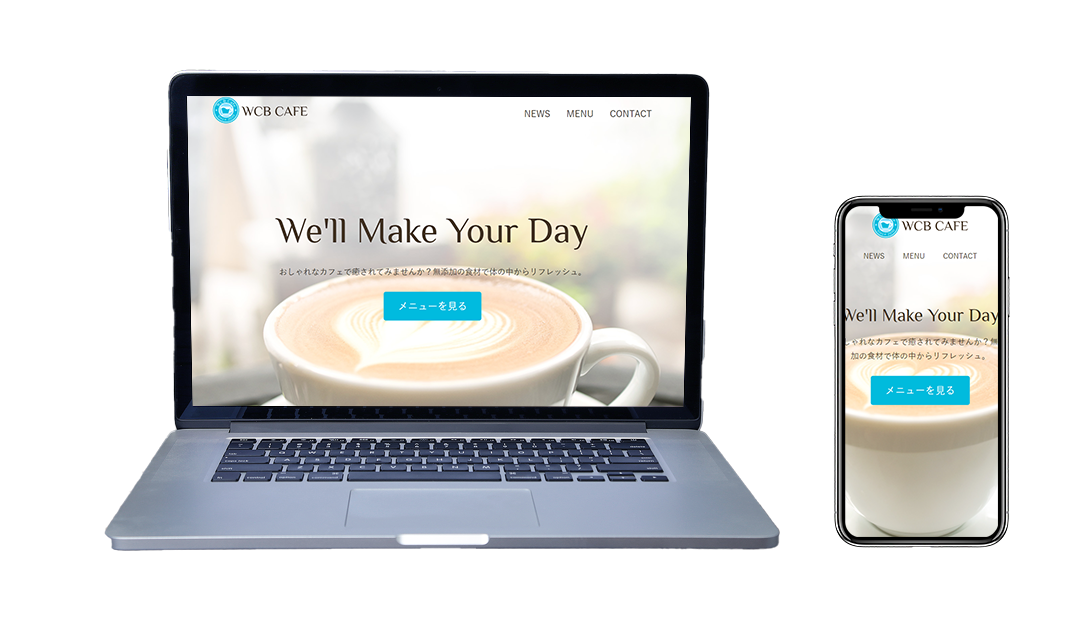 WCB CAFE
NEWS MENU CONTACT
We'll Make Your Day
おしゃれなカフェで癒されてみませんか？無添加の食材で体の中からリフレッシュ。
メニューを見る
WCB CAFE
NEWS MENU CONTACT
We'll Make Your Day
しゃれなカフェで癒されてみませんか？無
加の食材で体の中からリフレッシュ。
メニューを見る